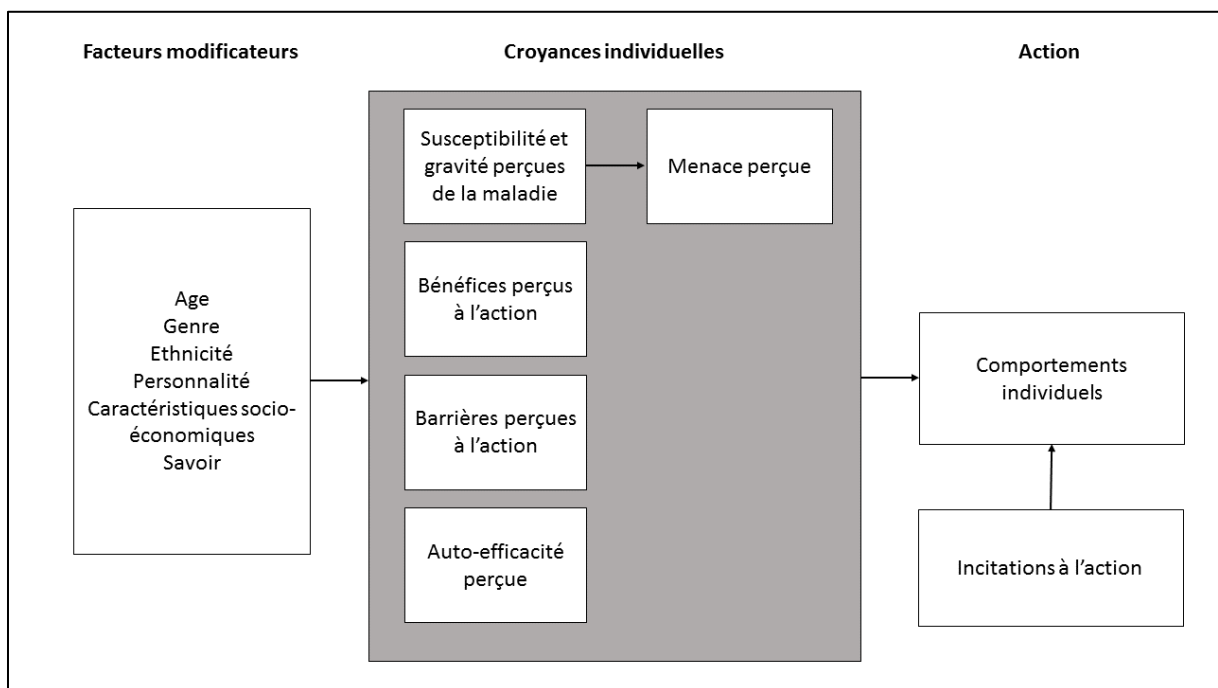 Facteurs modificateurs
Croyances individuelles
Action
Age
Genre
Ethnicité
Personnalité
Caractéristiques socio-
économiques
Savoir
Susceptibilité et
gravité perçues
de la maladie
Menace perçue
Bénéfices perçus
à l’action
Barrières perçues
à l’action
Auto-efficacité
perçue
Comportements
individuels
Incitations à l’action